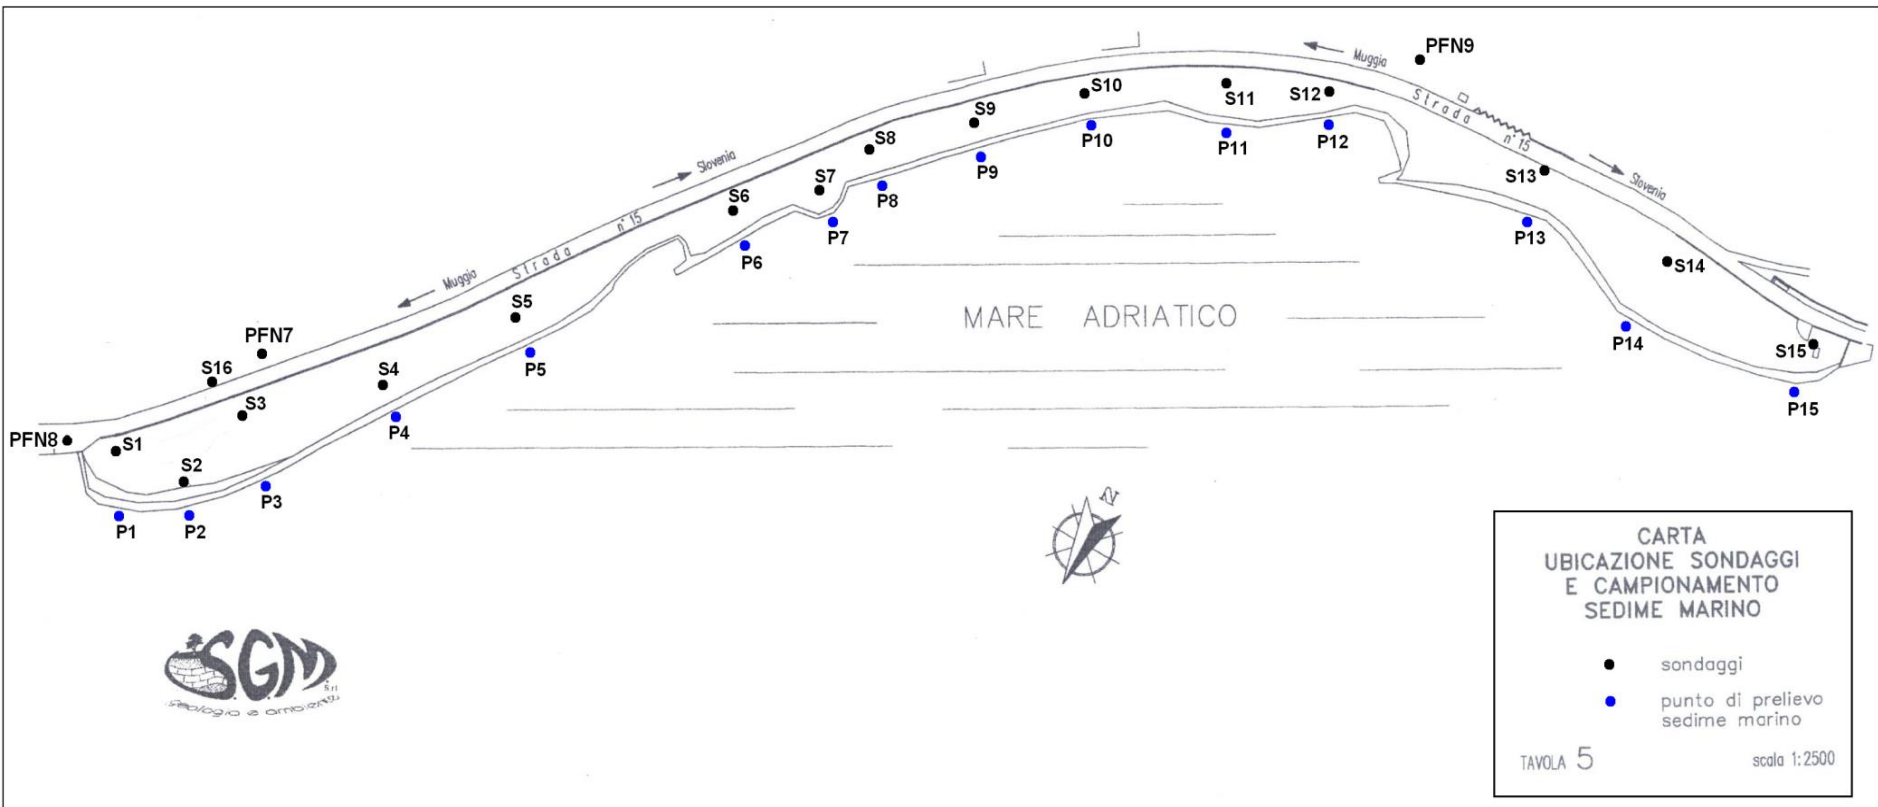 PFN9
Muggia
Strada n° 15
S10
S11
S12
S9
S8
P10
P11
P12
Slovenia
P9
S13
Slovenia
S7
P8
S6
P7
P13
n° 15
P6
S14
Strada
Muggia
S5
MARE ADRIATICO
PFN7
P14
S15
P5
S16
S4
S3
P15
P4
PFN8
S1
S2
P3
P1
P2
N
CARTA
UBICAZIONE SONDAGGI
E CAMPIONAMENTO
SEDIME MARINO
sondaggi
punto di prelievo
sedime marino
TAVOLA 5
scala 1:2500
S.G.M. S.r.l.
geologia e ambiente